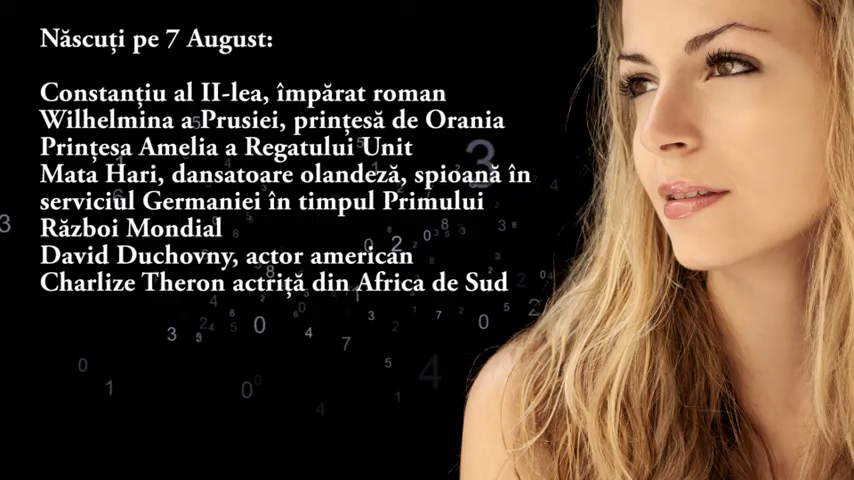 Născuți pe 7 August:
Constanțiu al II-lea, împărat roman
Wilhelmina a Prusiei, prințesă de Orania
Prințesa Amelia a Regatului Unit
Mata Hari, dansatoare olandeză, spioană în
serviciul Germaniei în timpul Primului
Război Mondial
David Duchovny, actor american
Charlize Theron actriță din Africa de Sud